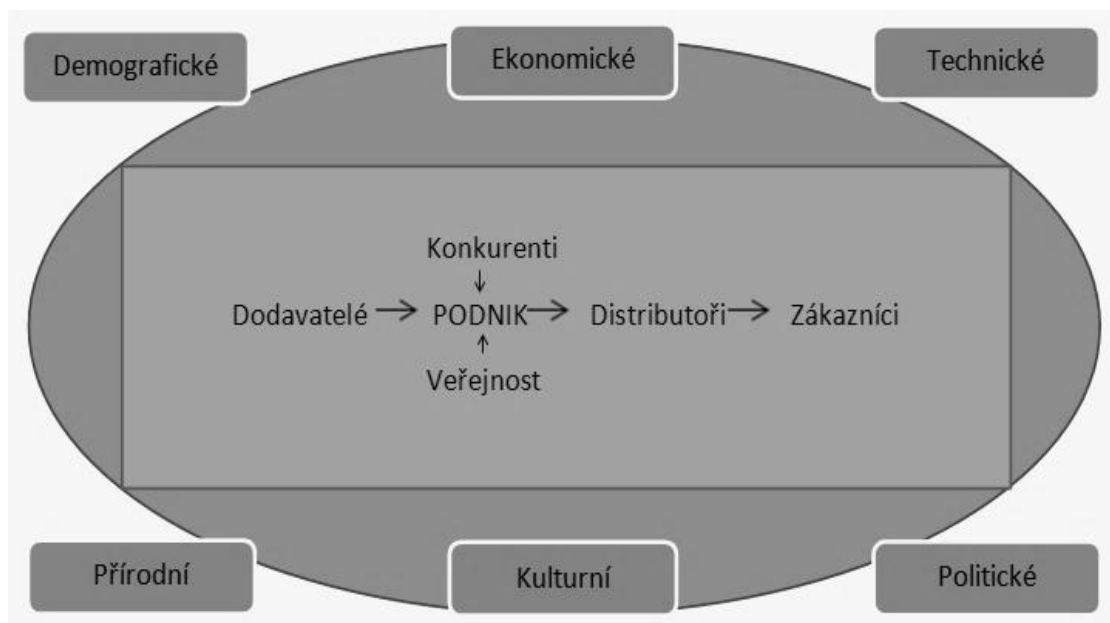 Demografické
Ekonomické
Technické
Konkurenti
Dodavatelé → PODNIK → Distributoři → Zákazníci
Veřejnost
Přírodní
Kulturní
Politické